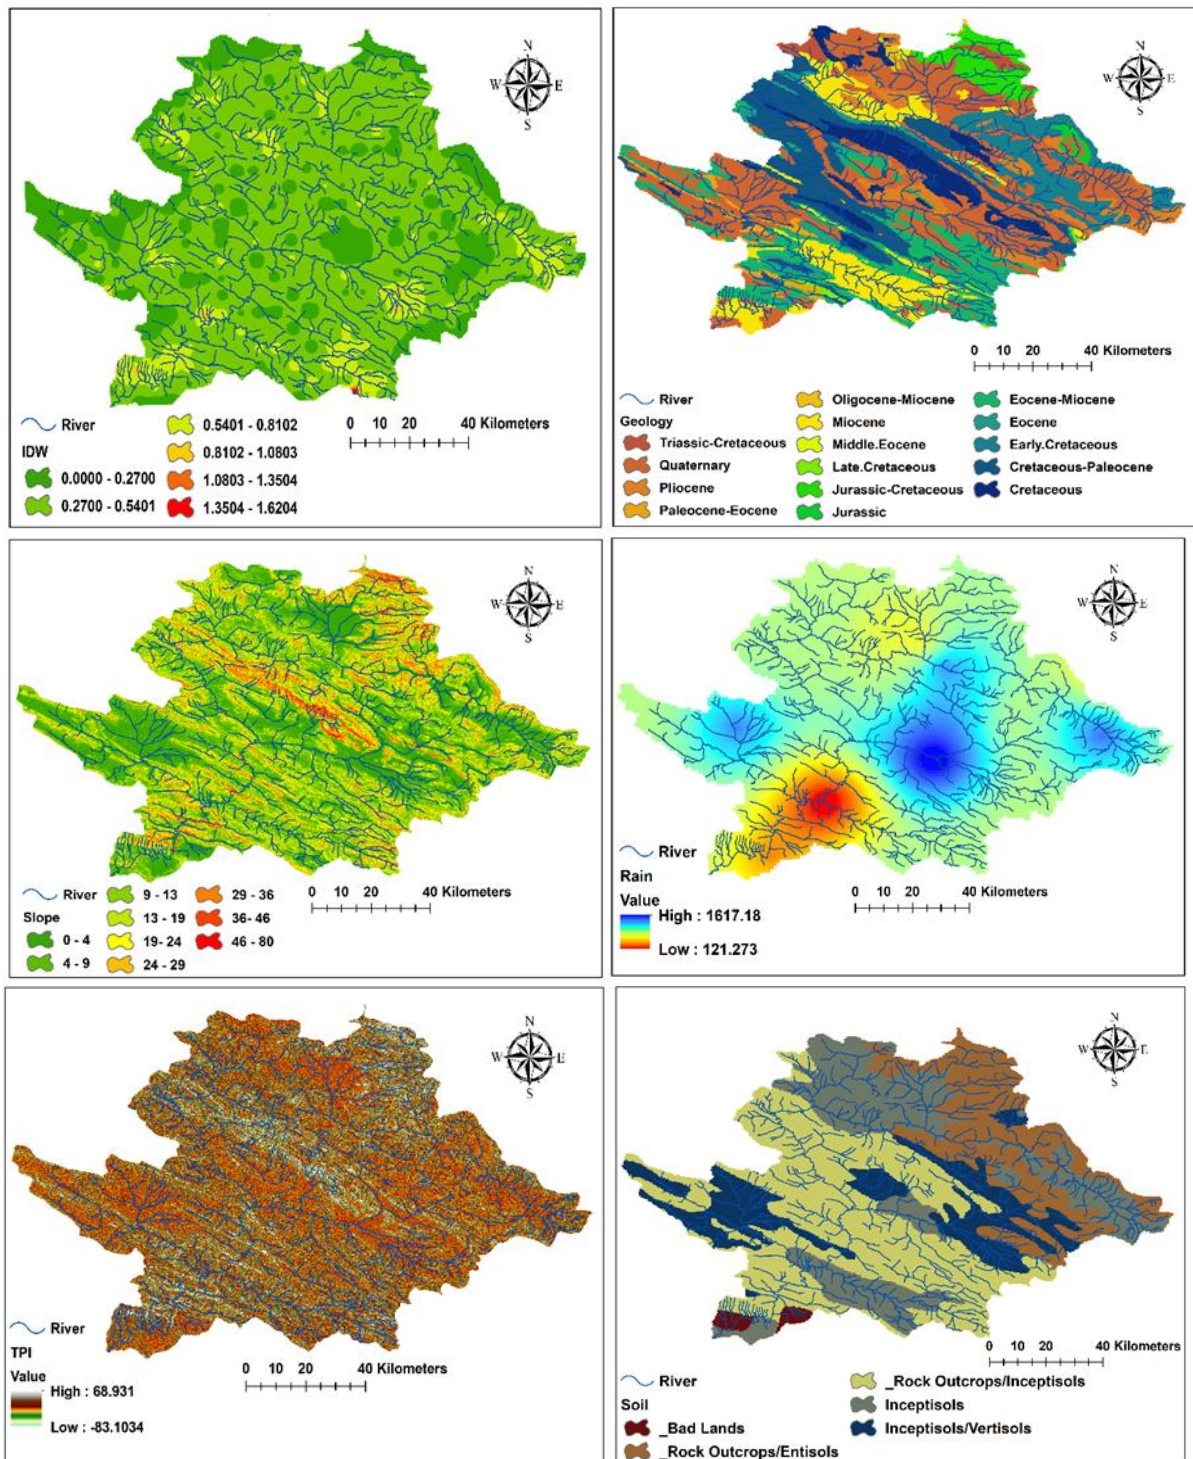 N
W E
S
River
IDW
0.0000 - 0.2700
0.2700 - 0.5401
0.5401 - 0.8102
0.8102 - 1.0803
1.0803 - 1.3504
1.3504 - 1.6204
0 10 20 40 Kilometers
N
W E
S
0 10 20 40 Kilometers
River
Geology
Triassic-Cretaceous
Quaternary
Pliocene
Paleocene-Eocene
Oligocene-Miocene
Miocene
Middle.Eocene
Late.Cretaceous
Jurassic-Cretaceous
Jurassic
Eocene-Miocene
Eocene
Early.Cretaceous
Cretaceous-Paleocene
Cretaceous
N
W E
S
River
Slope
0 - 4
4 - 9
9 - 13
13 - 19
19- 24
24 - 29
29 - 36
36 - 46
46 - 80
0 10 20 40 Kilometers
N
W E
S
River
Rain
Value
High : 1617.18
Low : 121.273
0 10 20 40 Kilometers
N
W E
S
River
TPI
Value
High : 68.931
Low : -83.1034
0 10 20 40 Kilometers
N
W E
S
0 10 20 40 Kilometers
River
Soil
_Bad Lands
_Rock Outcrops/Entisols
_Rock Outcrops/Inceptisols
Inceptisols
Inceptisols/Vertisols